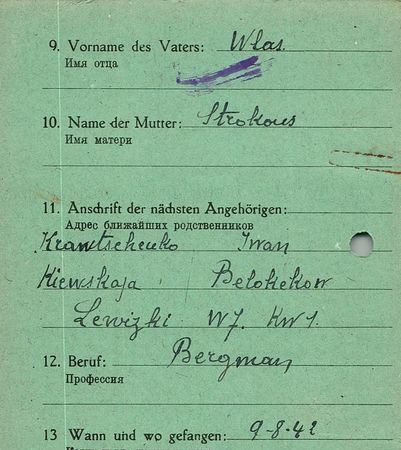 9. Vorname des Vaters: Wlas.
Имя отца
10. Name der Mutter: Strokous
Имя матери
11. Anschrift der nächsten Angehörigen:
Адрес ближайших родственников
Krawtschenko Iwan
Kiewskaja Belokekow
Lewizki W7. KW1.
12. Beruf: Bergman
Профессия
13 Wann und wo gefangen: 9-8-42